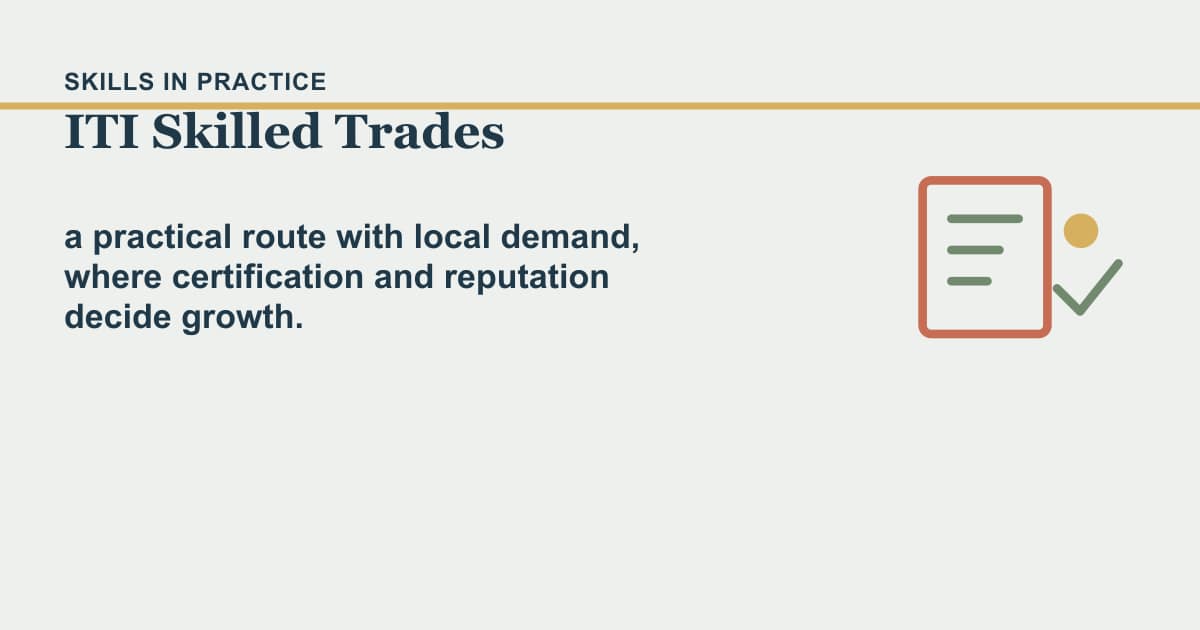 SKILLS IN PRACTICE
ITI Skilled Trades
a practical route with local demand,
where certification and reputation
decide growth.